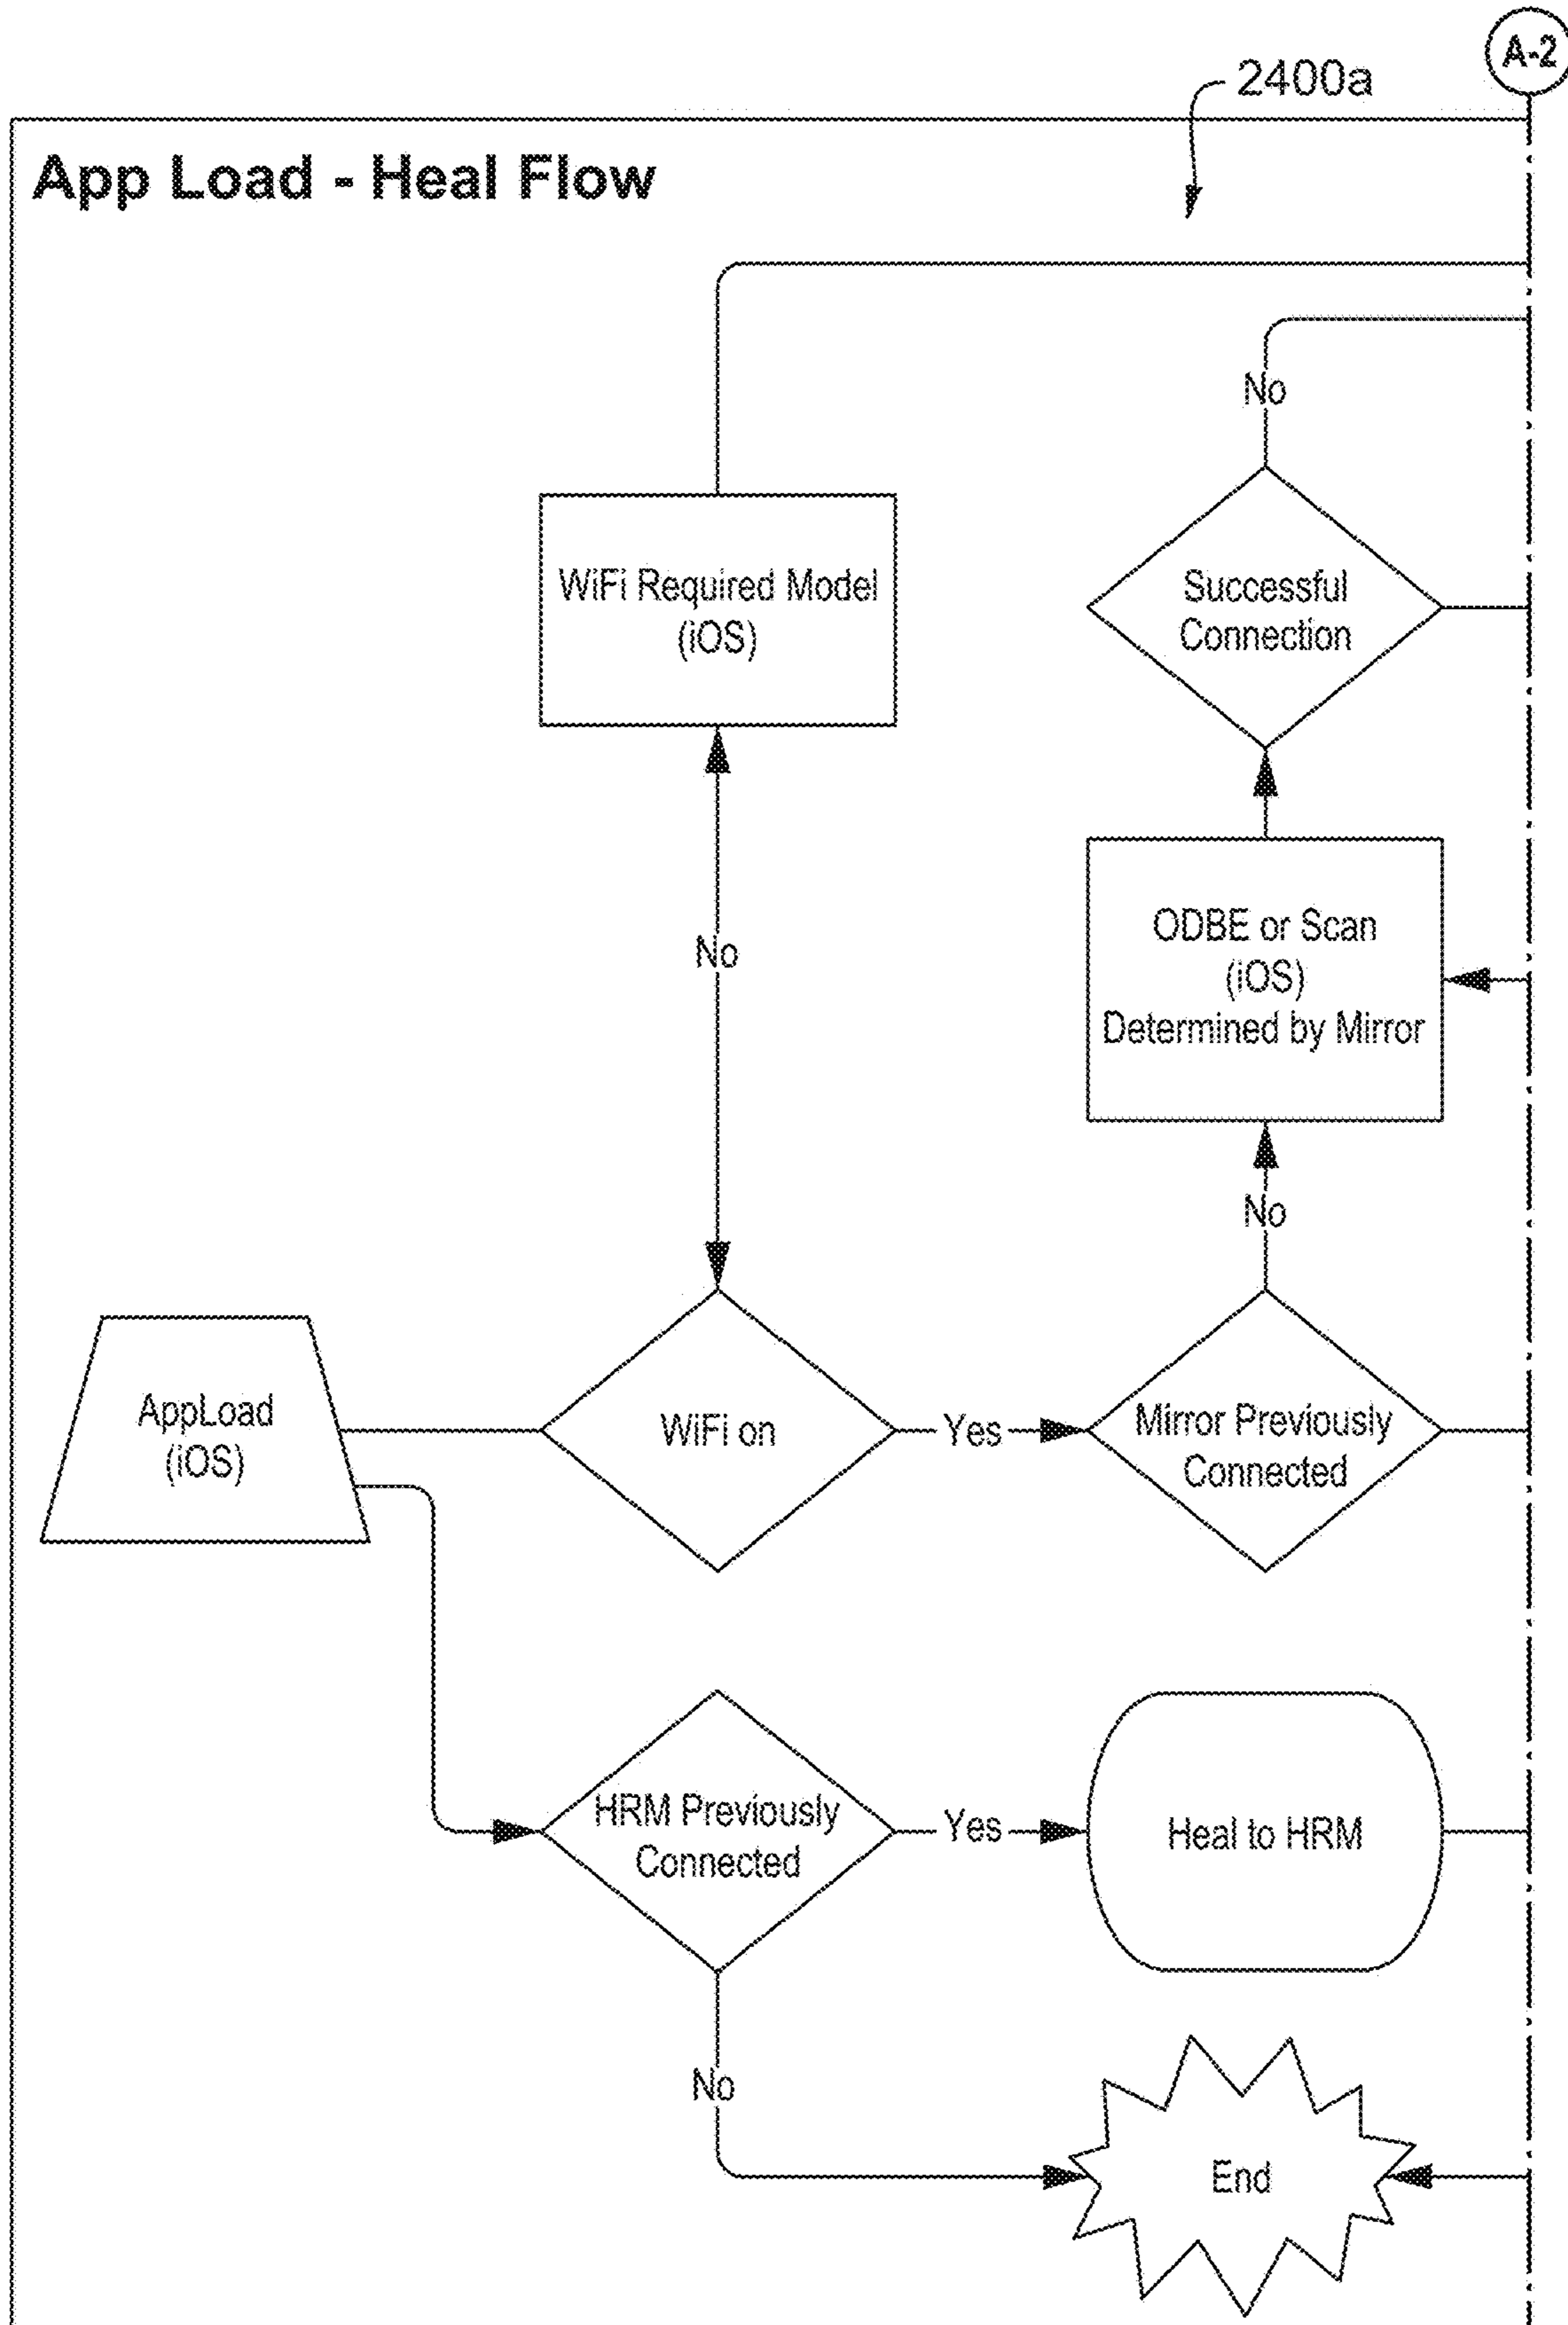 A-2
2400a
App Load - Heal Flow
No
WiFi Required Model
(iOS)
Successful
Connection
No
ODBE or Scan
(iOS)
Determined by Mirror
No
AppLoad
(iOS)
WiFi on
Yes
Mirror Previously
Connected
HRM Previously
Connected
Yes
Heal to HRM
No
End